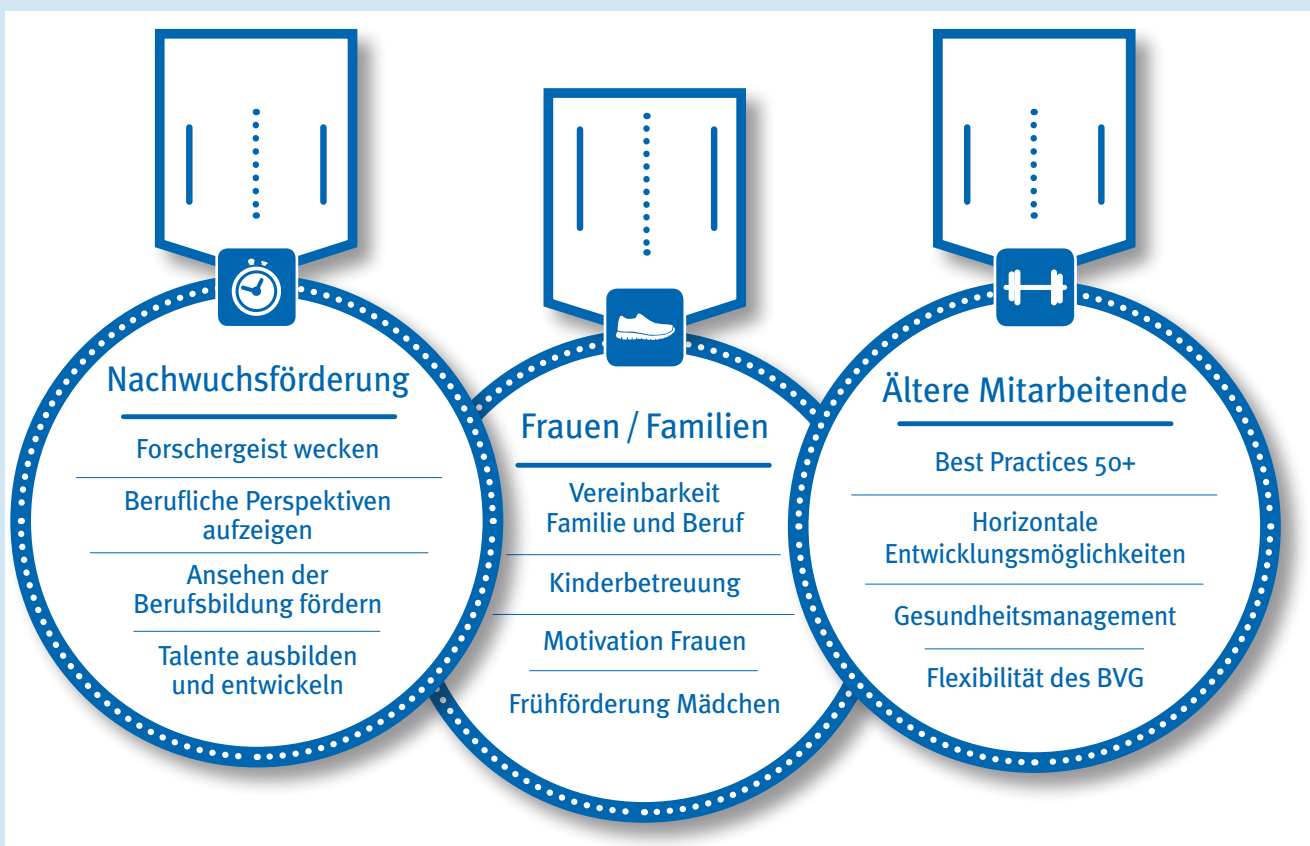 Nachwuchsförderung
Forschergeist wecken
Berufliche Perspektiven
aufzeigen
Ansehen der
Berufsbildung fördern
Talente ausbilden
und entwickeln
Frauen / Familien
Vereinbarkeit
Familie und Beruf
Kinderbetreuung
Motivation Frauen
Frühförderung Mädchen
Ältere Mitarbeitende
Best Practices 50+
Horizontale
Entwicklungsmöglichkeiten
Gesundheitsmanagement
Flexibilität des BVG